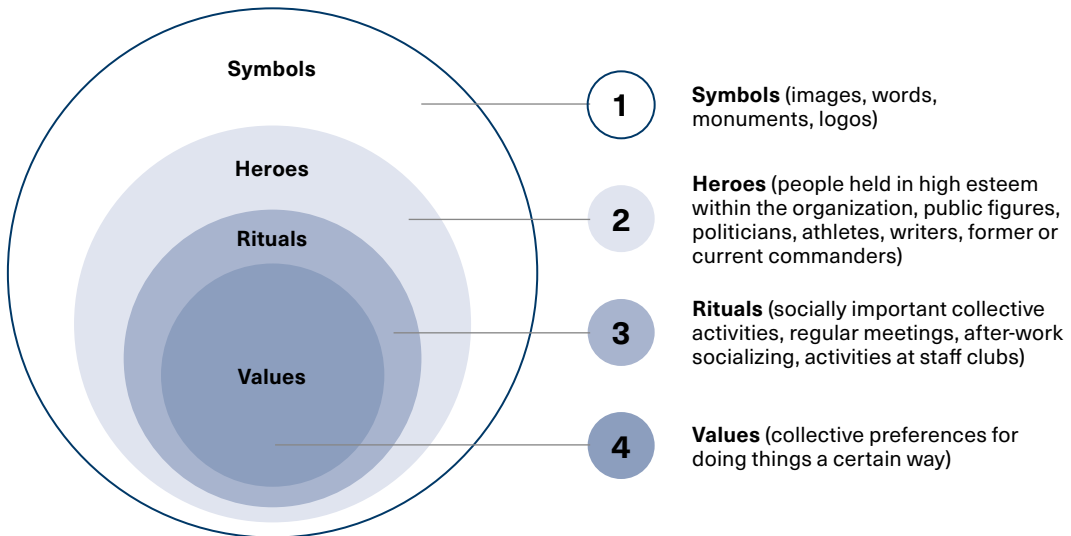 Symbols
Heroes
Rituals
Values
1
Symbols (images, words,
monuments, logos)
2
Heroes (people held in high esteem
within the organization, public figures,
politicians, athletes, writers, former or
current commanders)
3
Rituals (socially important collective
activities, regular meetings, after-work
socializing, activities at staff clubs)
4
Values (collective preferences for
doing things a certain way)